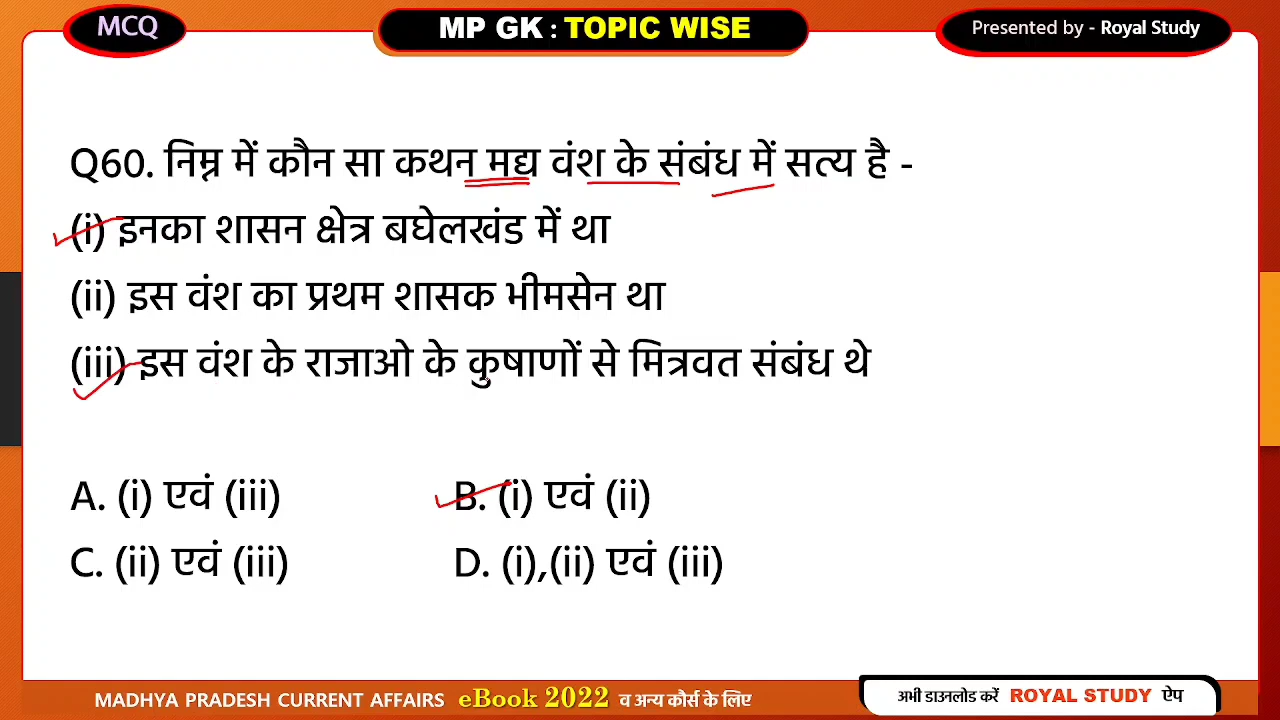 MCQ
MP GK : TOPIC WISE
Presented by - Royal Study
Q60. निम्न में कौन सा कथन मद्य वंश के संबंध में सत्य है -
(i) इनका शासन क्षेत्र बघेलखंड में था
(ii) इस वंश का प्रथम शासक भीमसेन था
(iii) इस वंश के राजाओ के कुषाणों से मित्रवत संबंध थे
A. (i) एवं (iii)
B. (i) एवं (ii)
C. (ii) एवं (iii)
D. (i),(ii) एवं (iii)
MADHYA PRADESH CURRENT AFFAIRS eBook 2022 व अन्य कौर्स के लिए
अभी डाउनलोड करें ROYAL STUDY ऐप